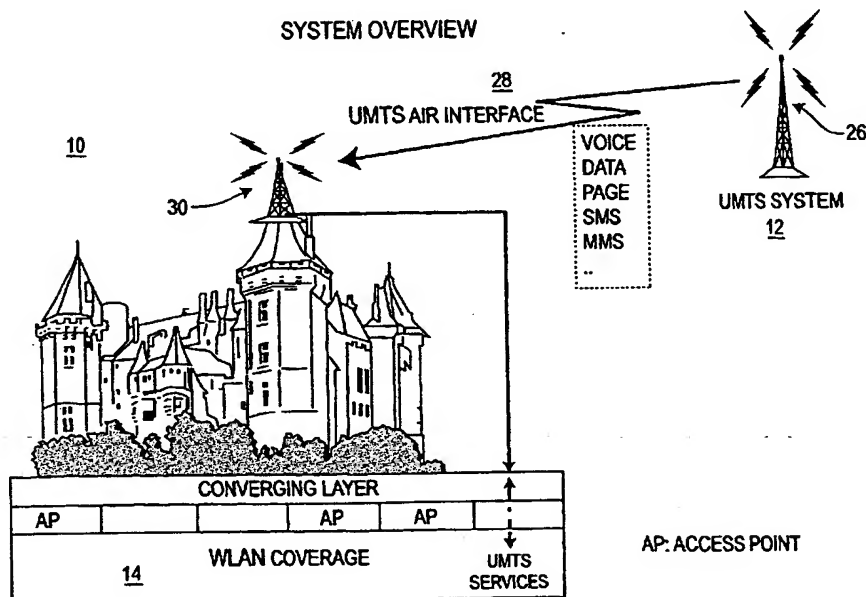 SYSTEM OVERVIEW
28
UMTS AIR INTERFACE
26
10
VOICE
DATA
PAGE
SMS
MMS
..
UMTS SYSTEM
12
30
CONVERGING LAYER
AP AP AP
WLAN COVERAGE
14
UMTS
SERVICES
AP: ACCESS POINT